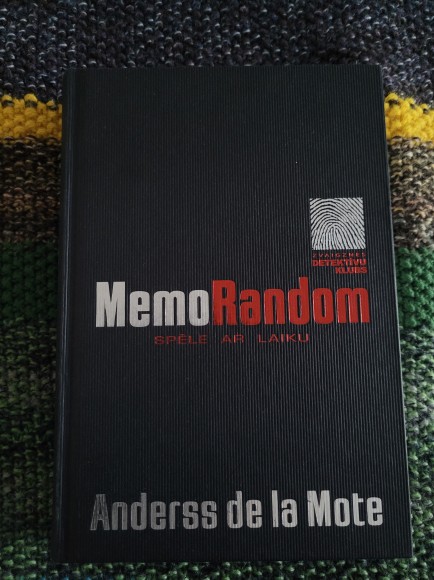 ZVAIGZNES
DETEKTĪVU
KLUBS
MemoRandom
SPĒLE AR LAIKU
Anderss de la Mote